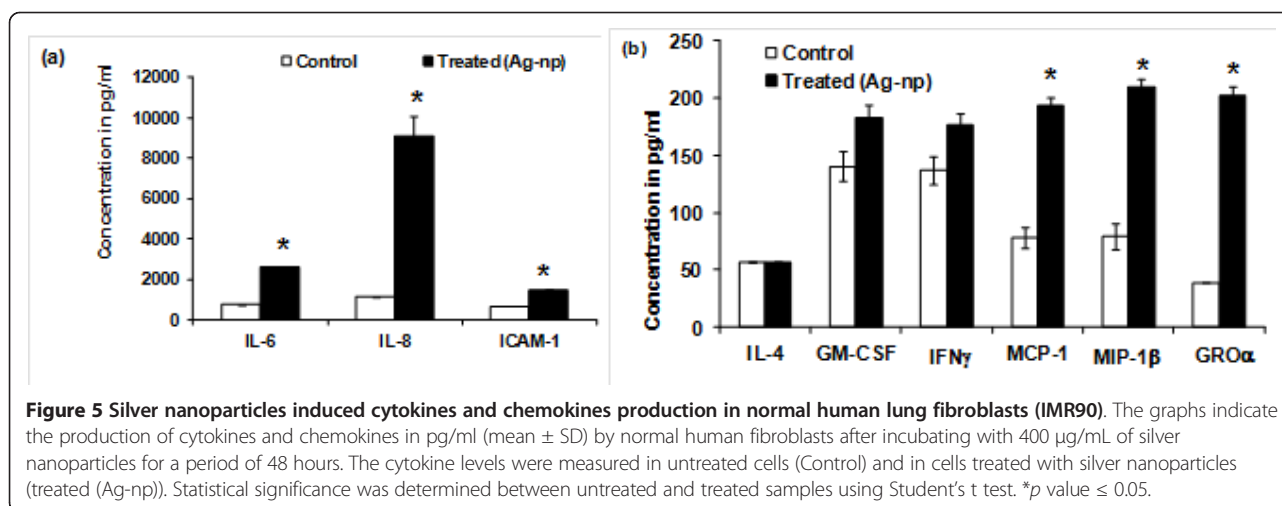 (a)
Control Treated (Ag-np)
Concentration in pg/ml
12000
10000
8000
6000
4000
2000
0
*
*
*
IL-6 IL-8 ICAM-1
(b)
Control
Treated (Ag-np)
Concentration in pg/ml
250
200
150
100
50
0
* * *
IL-4 GM-CSF IFNγ MCP-1 MIP-1β GROα
Figure 5 Silver nanoparticles induced cytokines and chemokines production in normal human lung fibroblasts (IMR90). The graphs indicate
the production of cytokines and chemokines in pg/ml (mean ± SD) by normal human fibroblasts after incubating with 400 μg/mL of silver
nanoparticles for a period of 48 hours. The cytokine levels were measured in untreated cells (Control) and in cells treated with silver nanoparticles
(treated (Ag-np)). Statistical significance was determined between untreated and treated samples using Student's t test. *p value ≤ 0.05.